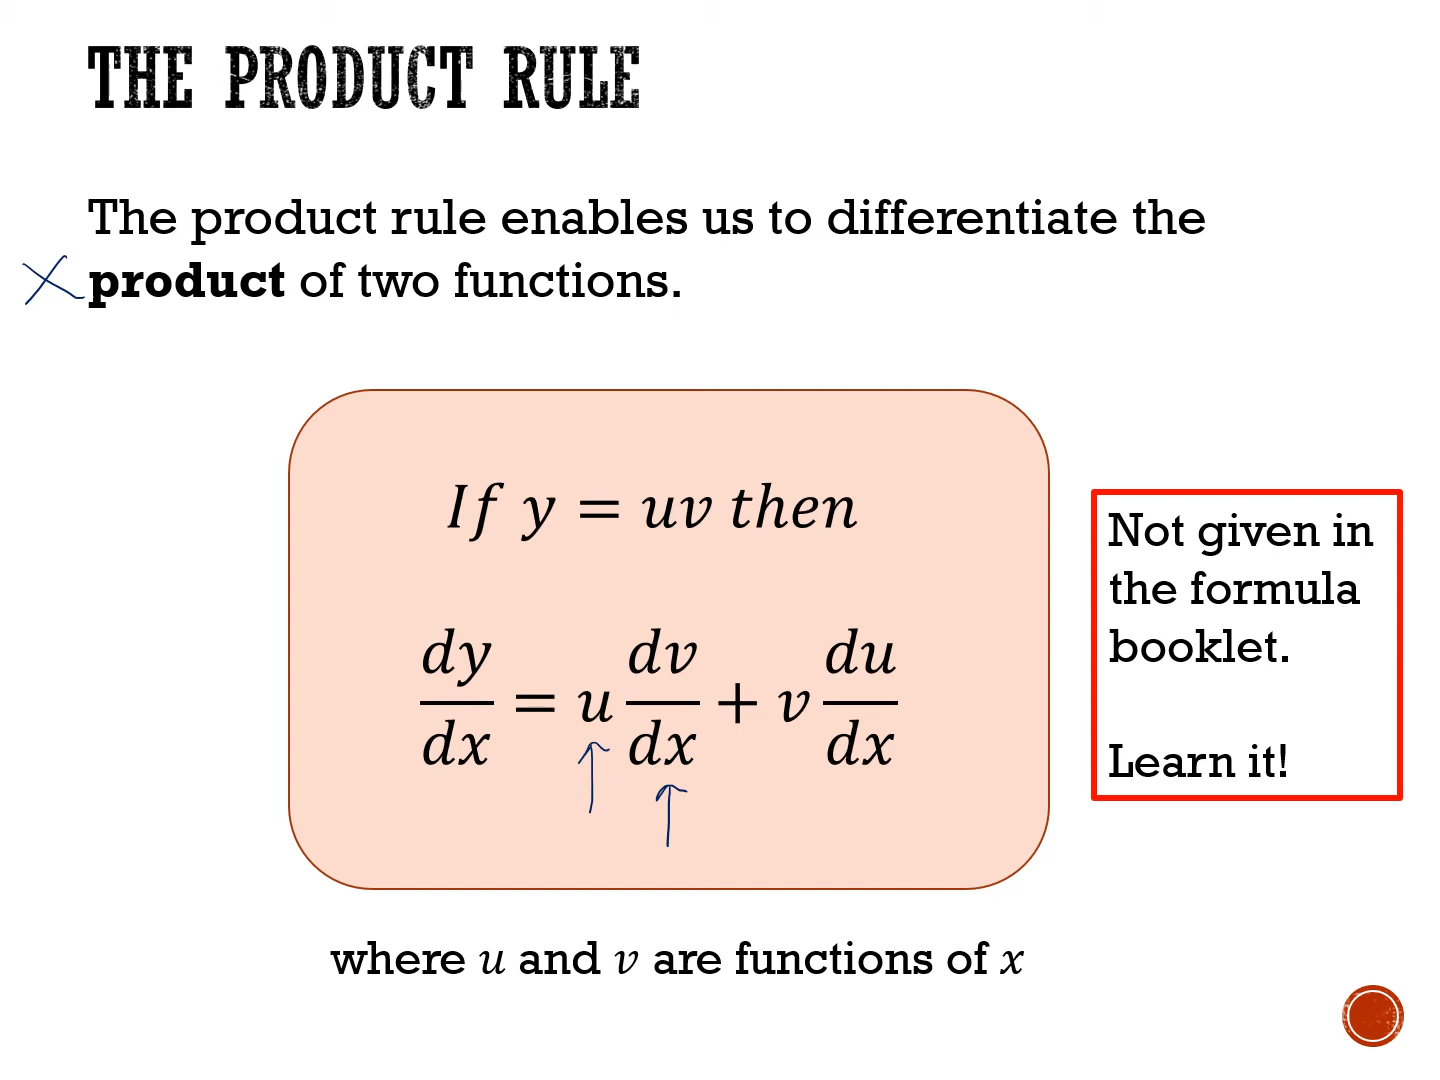 THE PRODUCT RULE
The product rule enables us to differentiate the
× product of two functions.
If y = uv then
dy/dx = u dv/dx + v du/dx
Not given in
the formula
booklet.
Learn it!
where u and v are functions of x